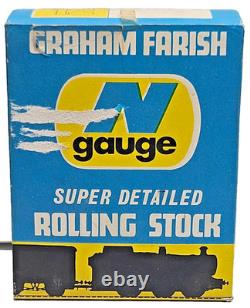 GRAHAM FARISH
N
gauge
SUPER DETAILED
ROLLING STOCK